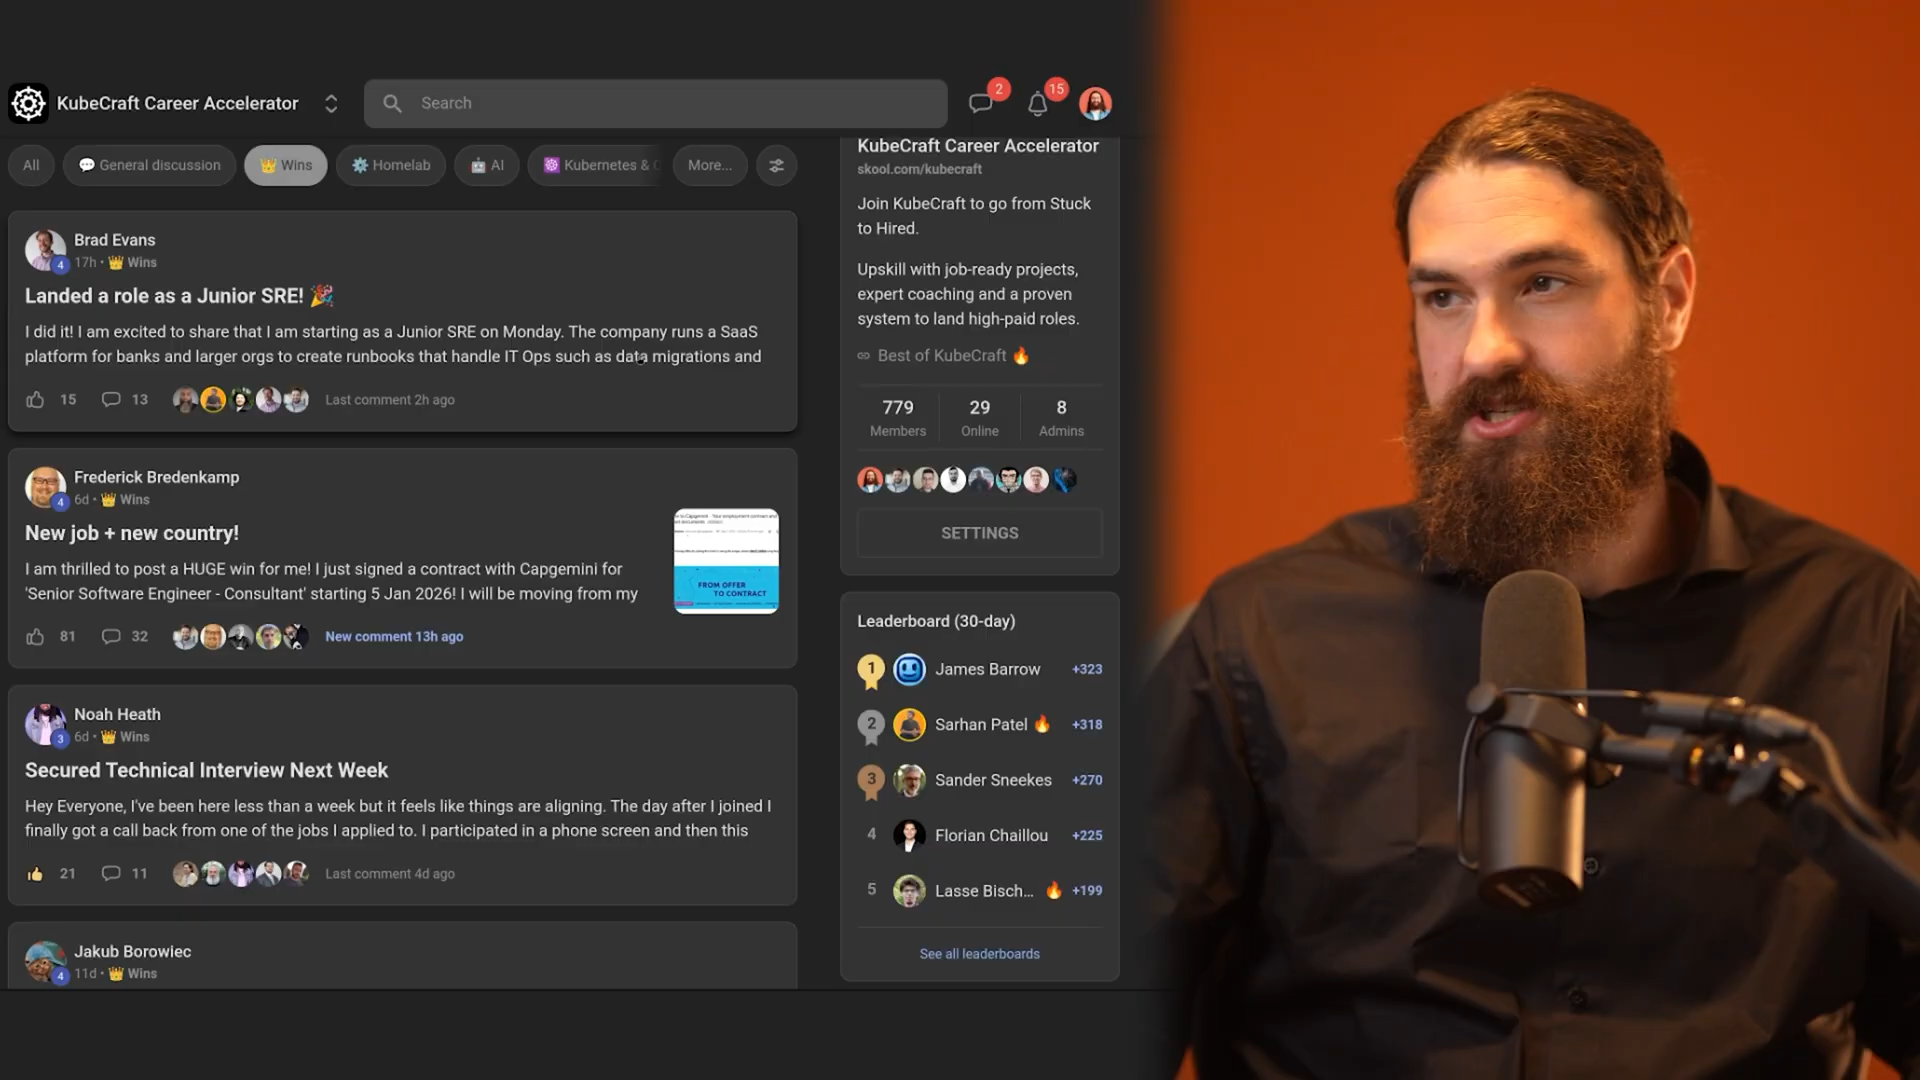 KubeCraft Career Accelerator
Search
2
15
All
General discussion
Wins
Homelab
AI
Kubernetes &
More...
Brad Evans
4
17h • Wins
Landed a role as a Junior SRE!
I did it! I am excited to share that I am starting as a Junior SRE on Monday. The company runs a SaaS
platform for banks and larger orgs to create runbooks that handle IT Ops such as data migrations and
15
13
Last comment 2h ago
Frederick Bredenkamp
4
6d • Wins
New job + new country!
I am thrilled to post a HUGE win for me! I just signed a contract with Capgemini for
'Senior Software Engineer - Consultant' starting 5 Jan 2026! I will be moving from my
FROM OFFER
TO CONTRACT
81
32
New comment 13h ago
Noah Heath
3
6d • Wins
Secured Technical Interview Next Week
Hey Everyone, I've been here less than a week but it feels like things are aligning. The day after I joined I
finally got a call back from one of the jobs I applied to. I participated in a phone screen and then this
21
11
Last comment 4d ago
Jakub Borowiec
4
11d • Wins
KubeCraft Career Accelerator
skool.com/kubecraft
Join KubeCraft to go from Stuck
to Hired.
Upskill with job-ready projects,
expert coaching and a proven
system to land high-paid roles.
Best of KubeCraft
779
Members
29
Online
8
Admins
SETTINGS
Leaderboard (30-day)
1 James Barrow +323
2 Sarhan Patel +318
3 Sander Sneekes +270
4 Florian Chaillou +225
5 Lasse Bisch... +199
See all leaderboards